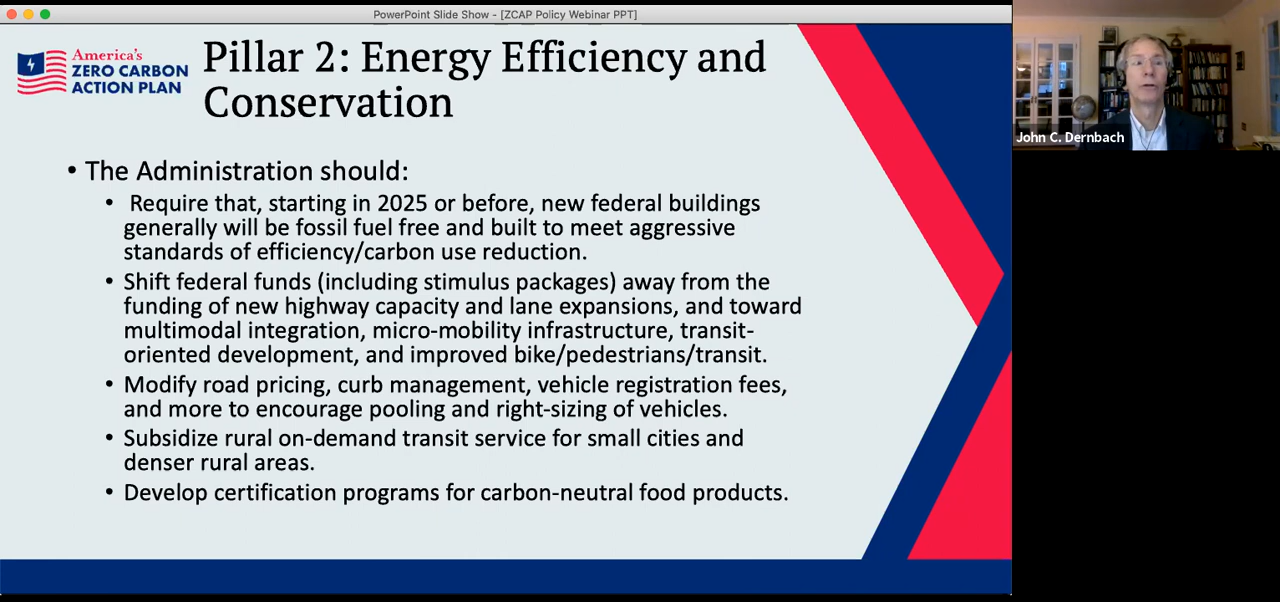 PowerPoint Slide Show - [ZCAP Policy Webinar PPT]
America's
ZERO CARBON
ACTION PLAN
Pillar 2: Energy Efficiency and
Conservation
John C. Dernbach
• The Administration should:
• Require that, starting in 2025 or before, new federal buildings
generally will be fossil fuel free and built to meet aggressive
standards of efficiency/carbon use reduction.
• Shift federal funds (including stimulus packages) away from the
funding of new highway capacity and lane expansions, and toward
multimodal integration, micro-mobility infrastructure, transit-
oriented development, and improved bike/pedestrians/transit.
• Modify road pricing, curb management, vehicle registration fees,
and more to encourage pooling and right-sizing of vehicles.
• Subsidize rural on-demand transit service for small cities and
denser rural areas.
• Develop certification programs for carbon-neutral food products.